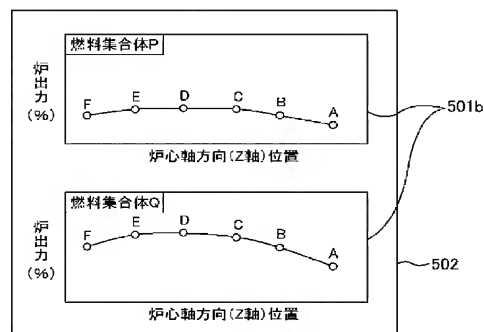 燃料集合体P
炉出力(%)
F E D C B A
炉心軸方向(Z軸)位置
501b
燃料集合体Q
炉出力(%)
F E D C B A
502
炉心軸方向(Z軸)位置